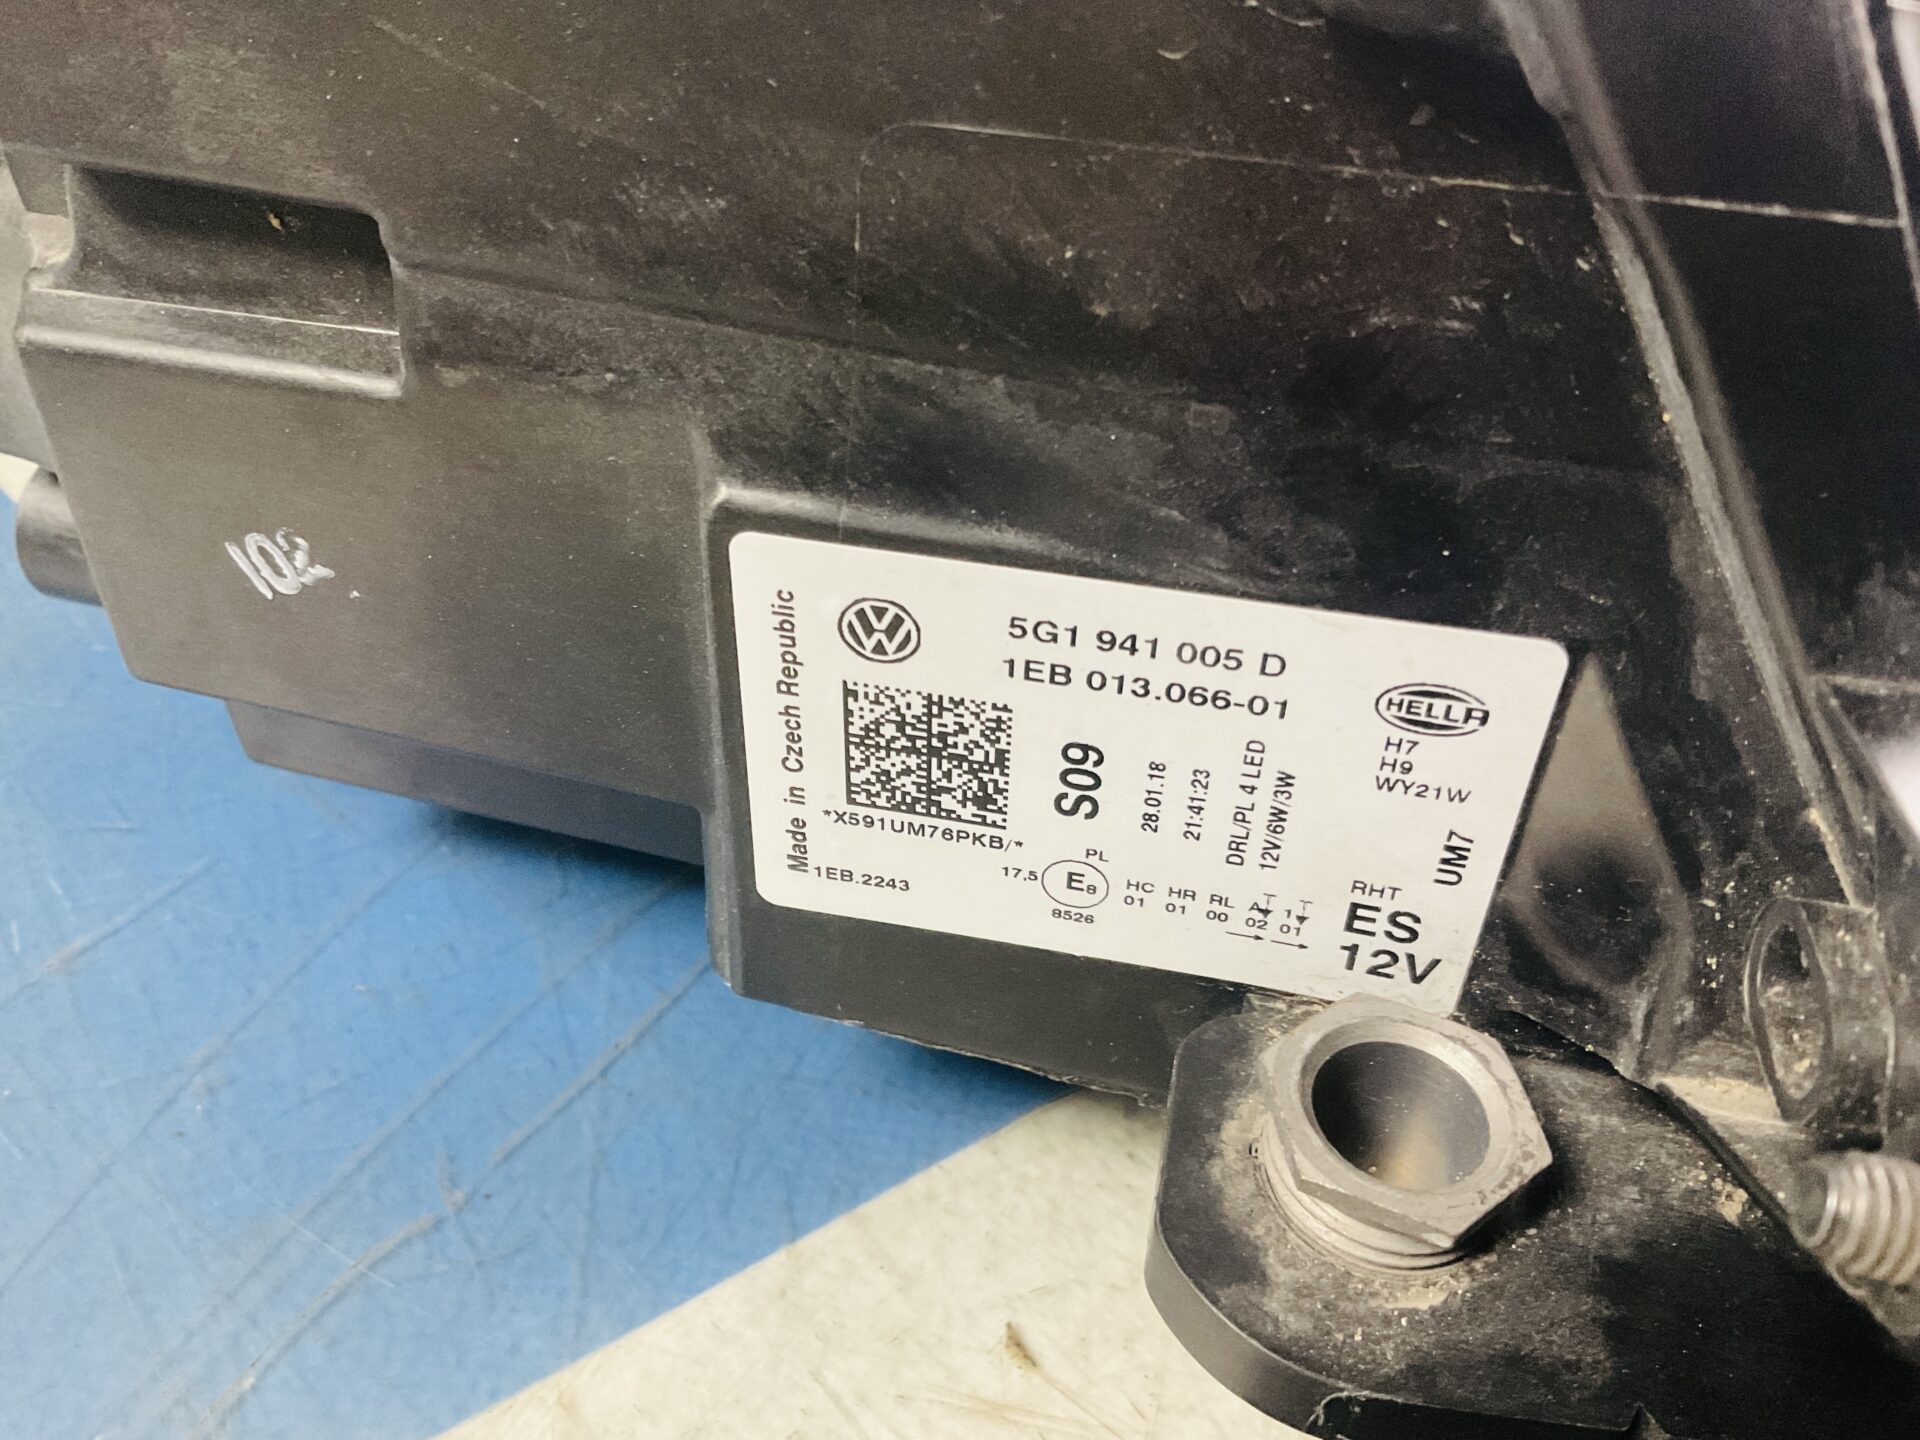 102
Made in Czech Republic
5G1 941 005 D
1EB 013.066-01
HELLA
H7
H9
WY21W
S09
28.01.18
21:41:23
DRL/PL 4 LED
12V/6W/3W
*X591UM76PKB/*
1EB.2243
17,5
PL
E8
8526
HC
01
HR
01
RL
00
A
02
1
01
RHT
ES
12V
UM7